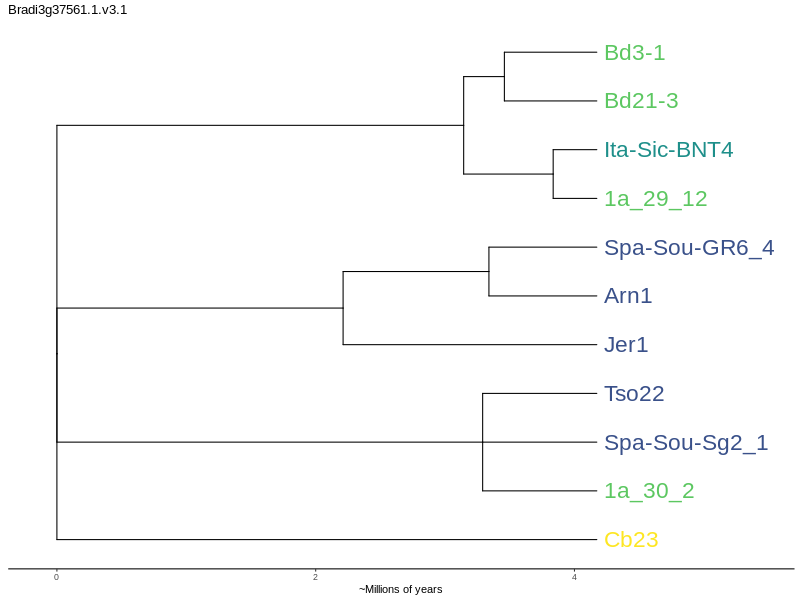 Bradi3g37561.1.v3.1
Bd3-1
Bd21-3
Ita-Sic-BNT4
1a_29_12
Spa-Sou-GR6_4
Arn1
Jer1
Tso22
Spa-Sou-Sg2_1
1a_30_2
Cb23
0 2 4
~Millions of years